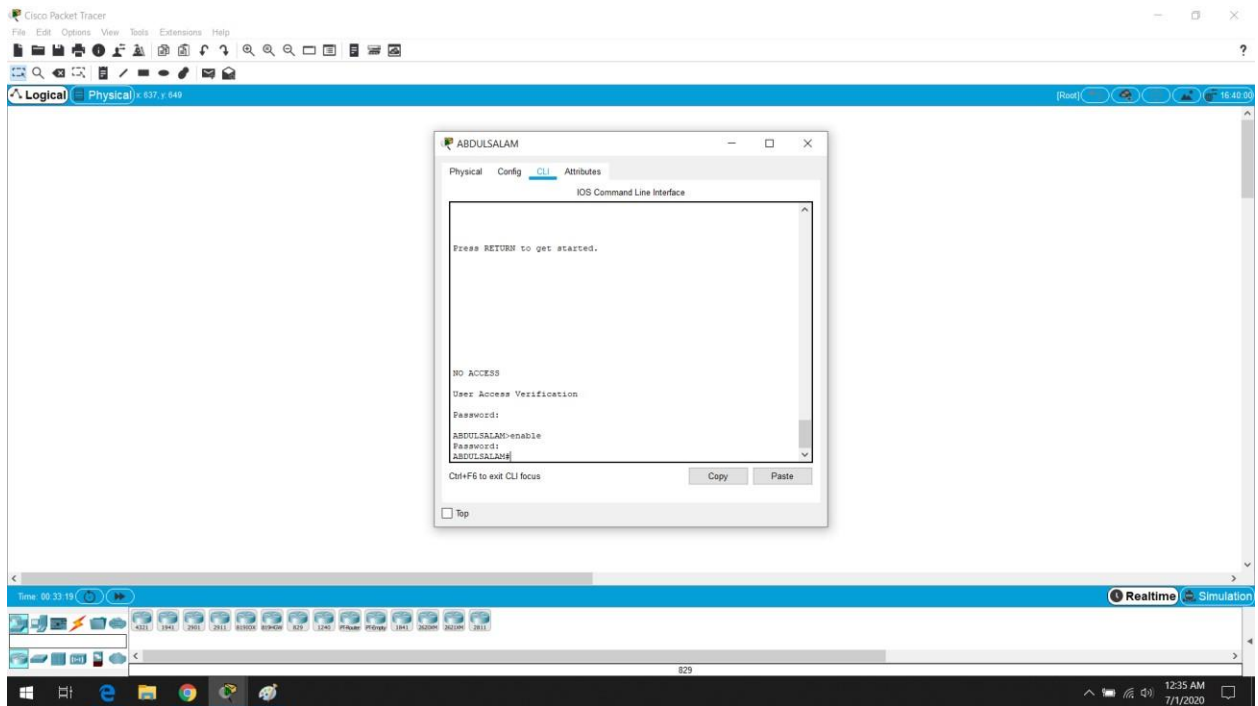 Cisco Packet Tracer
File Edit Options View Tools Extensions Help
?
Logical Physical x: 637, y: 649 [Root] 16:40:00
ABDULSALAM
Physical Config CLI Attributes
IOS Command Line Interface
Press RETURN to get started.
NO ACCESS
User Access Verification
Password:
ABDULSALAM>enable
Password:
ABDULSALAM#
Ctrl+F6 to exit CLI focus Copy Paste
Top
Time: 00:33:19 Realtime Simulation
4321 1941 2901 2911 819IOX 819HGW 829 1240 PT-Router PT-Empty 1841 2620XM 2621XM 2811
829
12:35 AM
7/1/2020